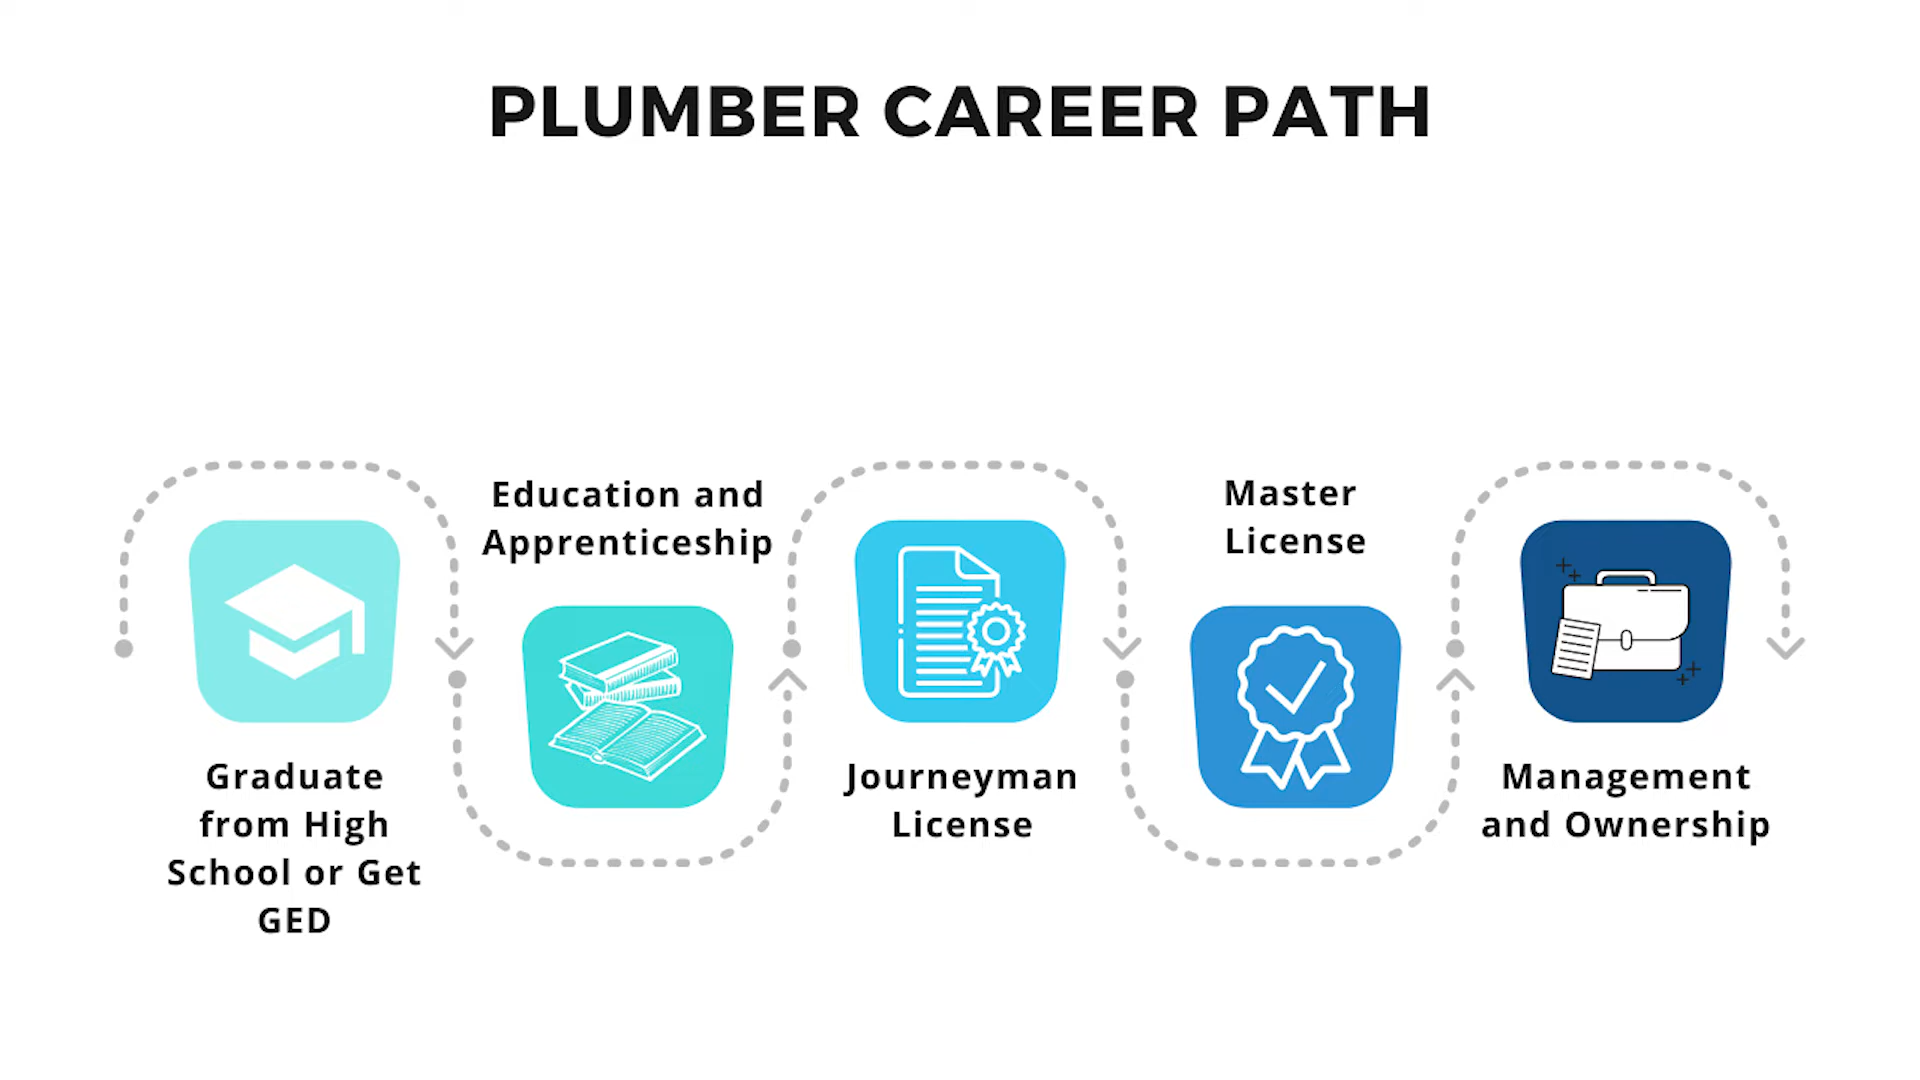 PLUMBER CAREER PATH
Graduate
from High
School or Get
GED
Education and
Apprenticeship
Journeyman
License
Master
License
Management
and Ownership